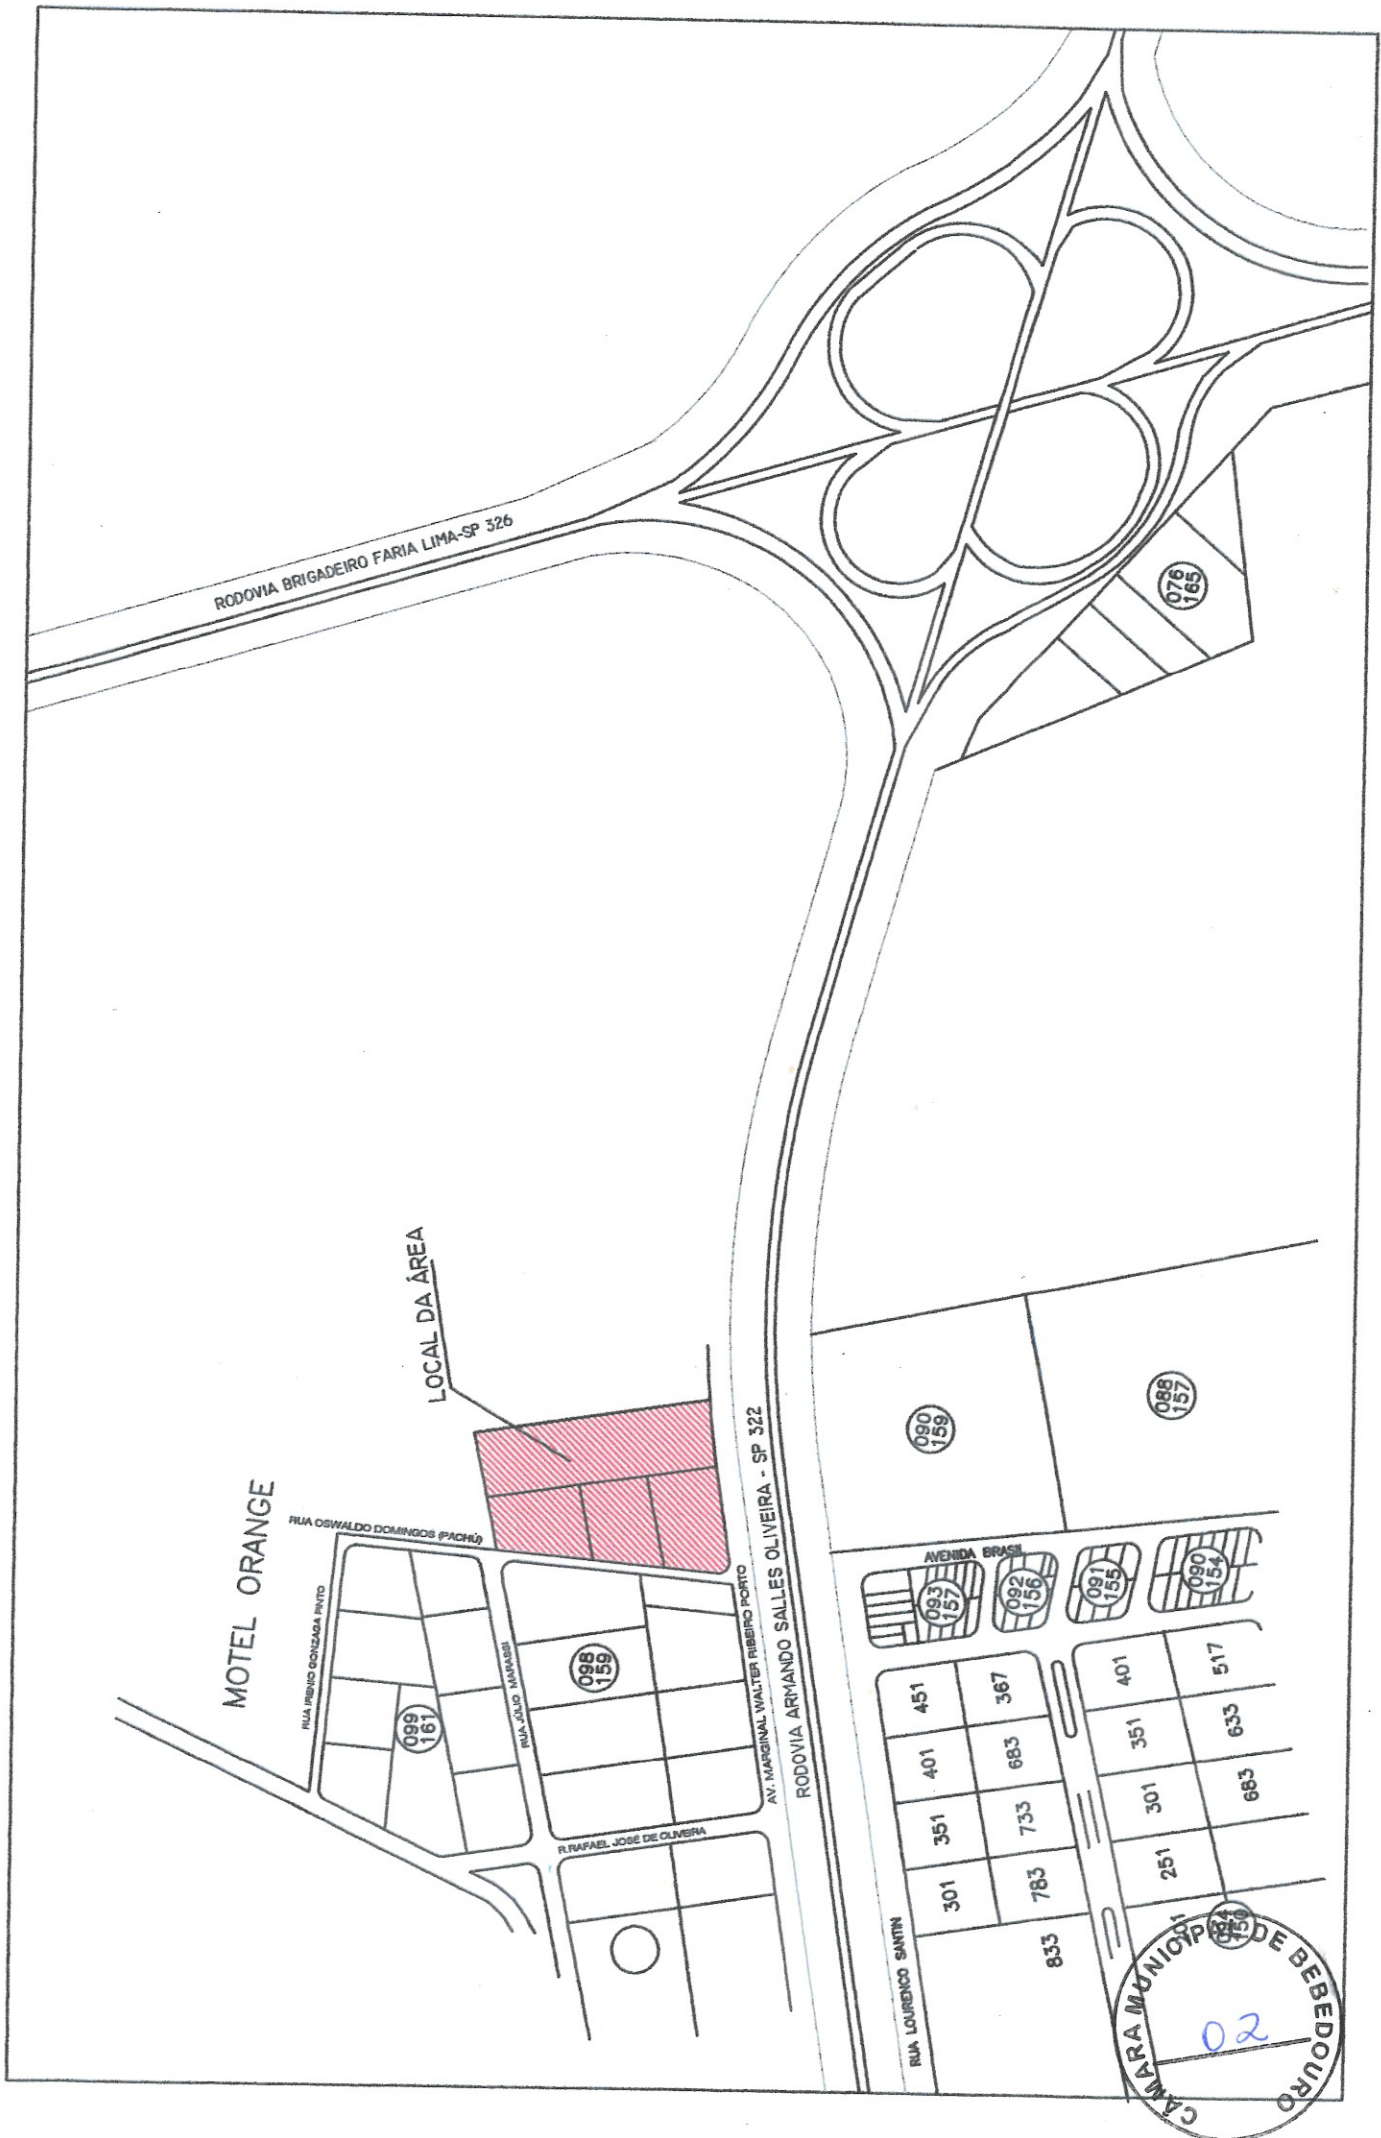 RODOVIA BRIGADEIRO FARIA LIMA-SP 326
076
165
LOCAL DA ÁREA
MOTEL ORANGE
RUA OSWALDO DOMINGOS (PACHÚ)
RUA IRENIO GONZAGA PINTO
RUA JÚLIO MARASSI
099
161
098
159
R.RAFAEL JOSÉ DE OLIVEIRA
AV. MARGINAL WALTER RIBEIRO PORTO
RODOVIA ARMANDO SALLES OLIVEIRA - SP 322
090
159
088
157
AVENIDA BRASIL
093
157
092
156
091
155
090
154
451
367
401
683
351
733
301
783
833
401
517
351
633
301
683
251
RUA LOURENCO SANTIN
CÂMARA MUNICIPAL DE BEBEDOURO
02